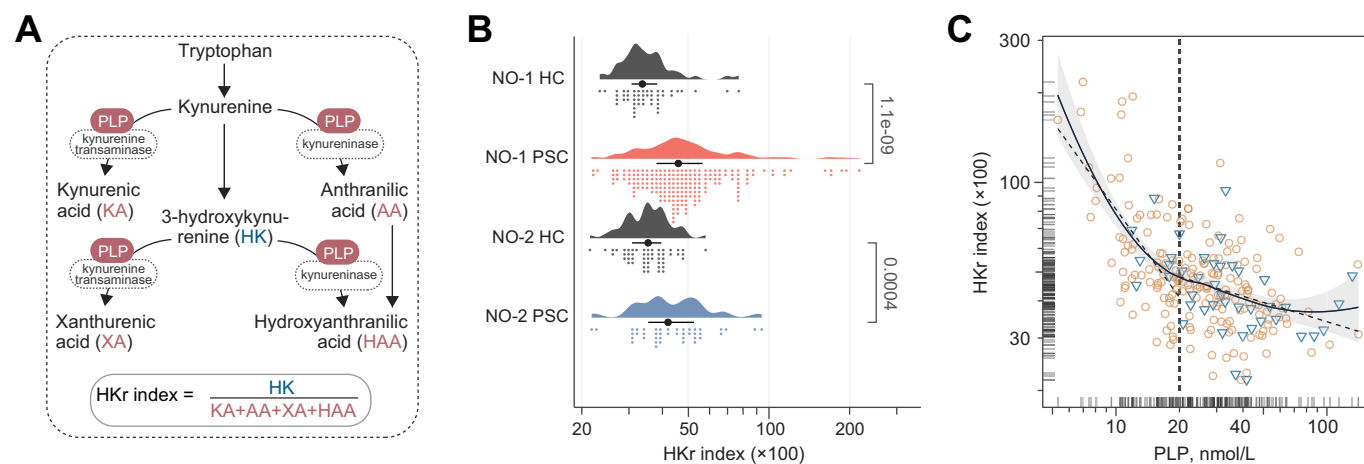 A
Tryptophan
Kynurenine
PLP
kynurenine
transaminase
PLP
kynureninase
Kynurenic
acid (KA)
Anthranilic
acid (AA)
3-hydroxykynu-
renine (HK)
PLP
kynurenine
transaminase
PLP
kynureninase
Xanthurenic
acid (XA)
Hydroxyanthranilic
acid (HAA)
HKr index =
HK
KA+AA+XA+HAA
B
NO-1 HC
NO-1 PSC
NO-2 HC
NO-2 PSC
1.1e-09
0.0004
20
40
100
200
HKr index (×100)
C
HKr index (×100)
300
100
30
10
20
40
100
PLP, nmol/L